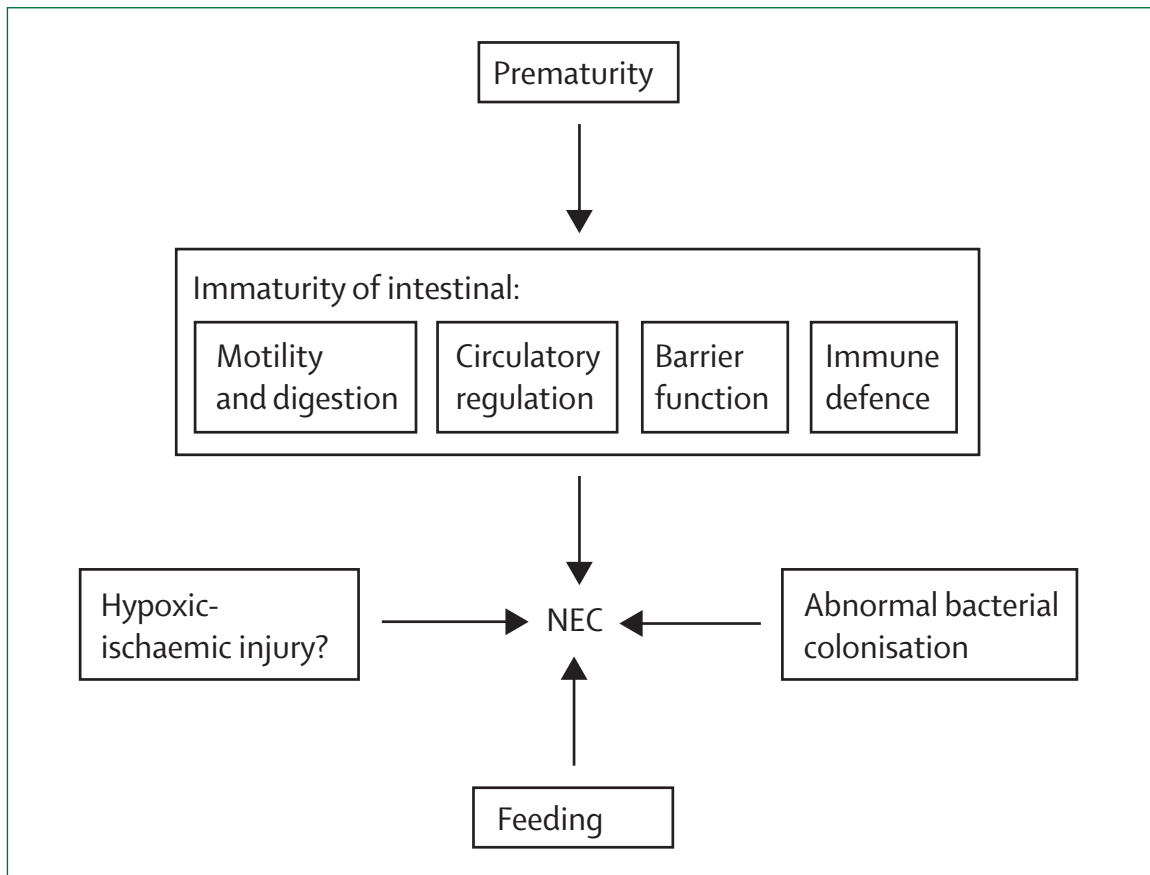 Prematurity
Immaturity of intestinal:
Motility
and digestion
Circulatory
regulation
Barrier
function
Immune
defence
Hypoxic-
ischaemic injury?
NEC
Abnormal bacterial
colonisation
Feeding